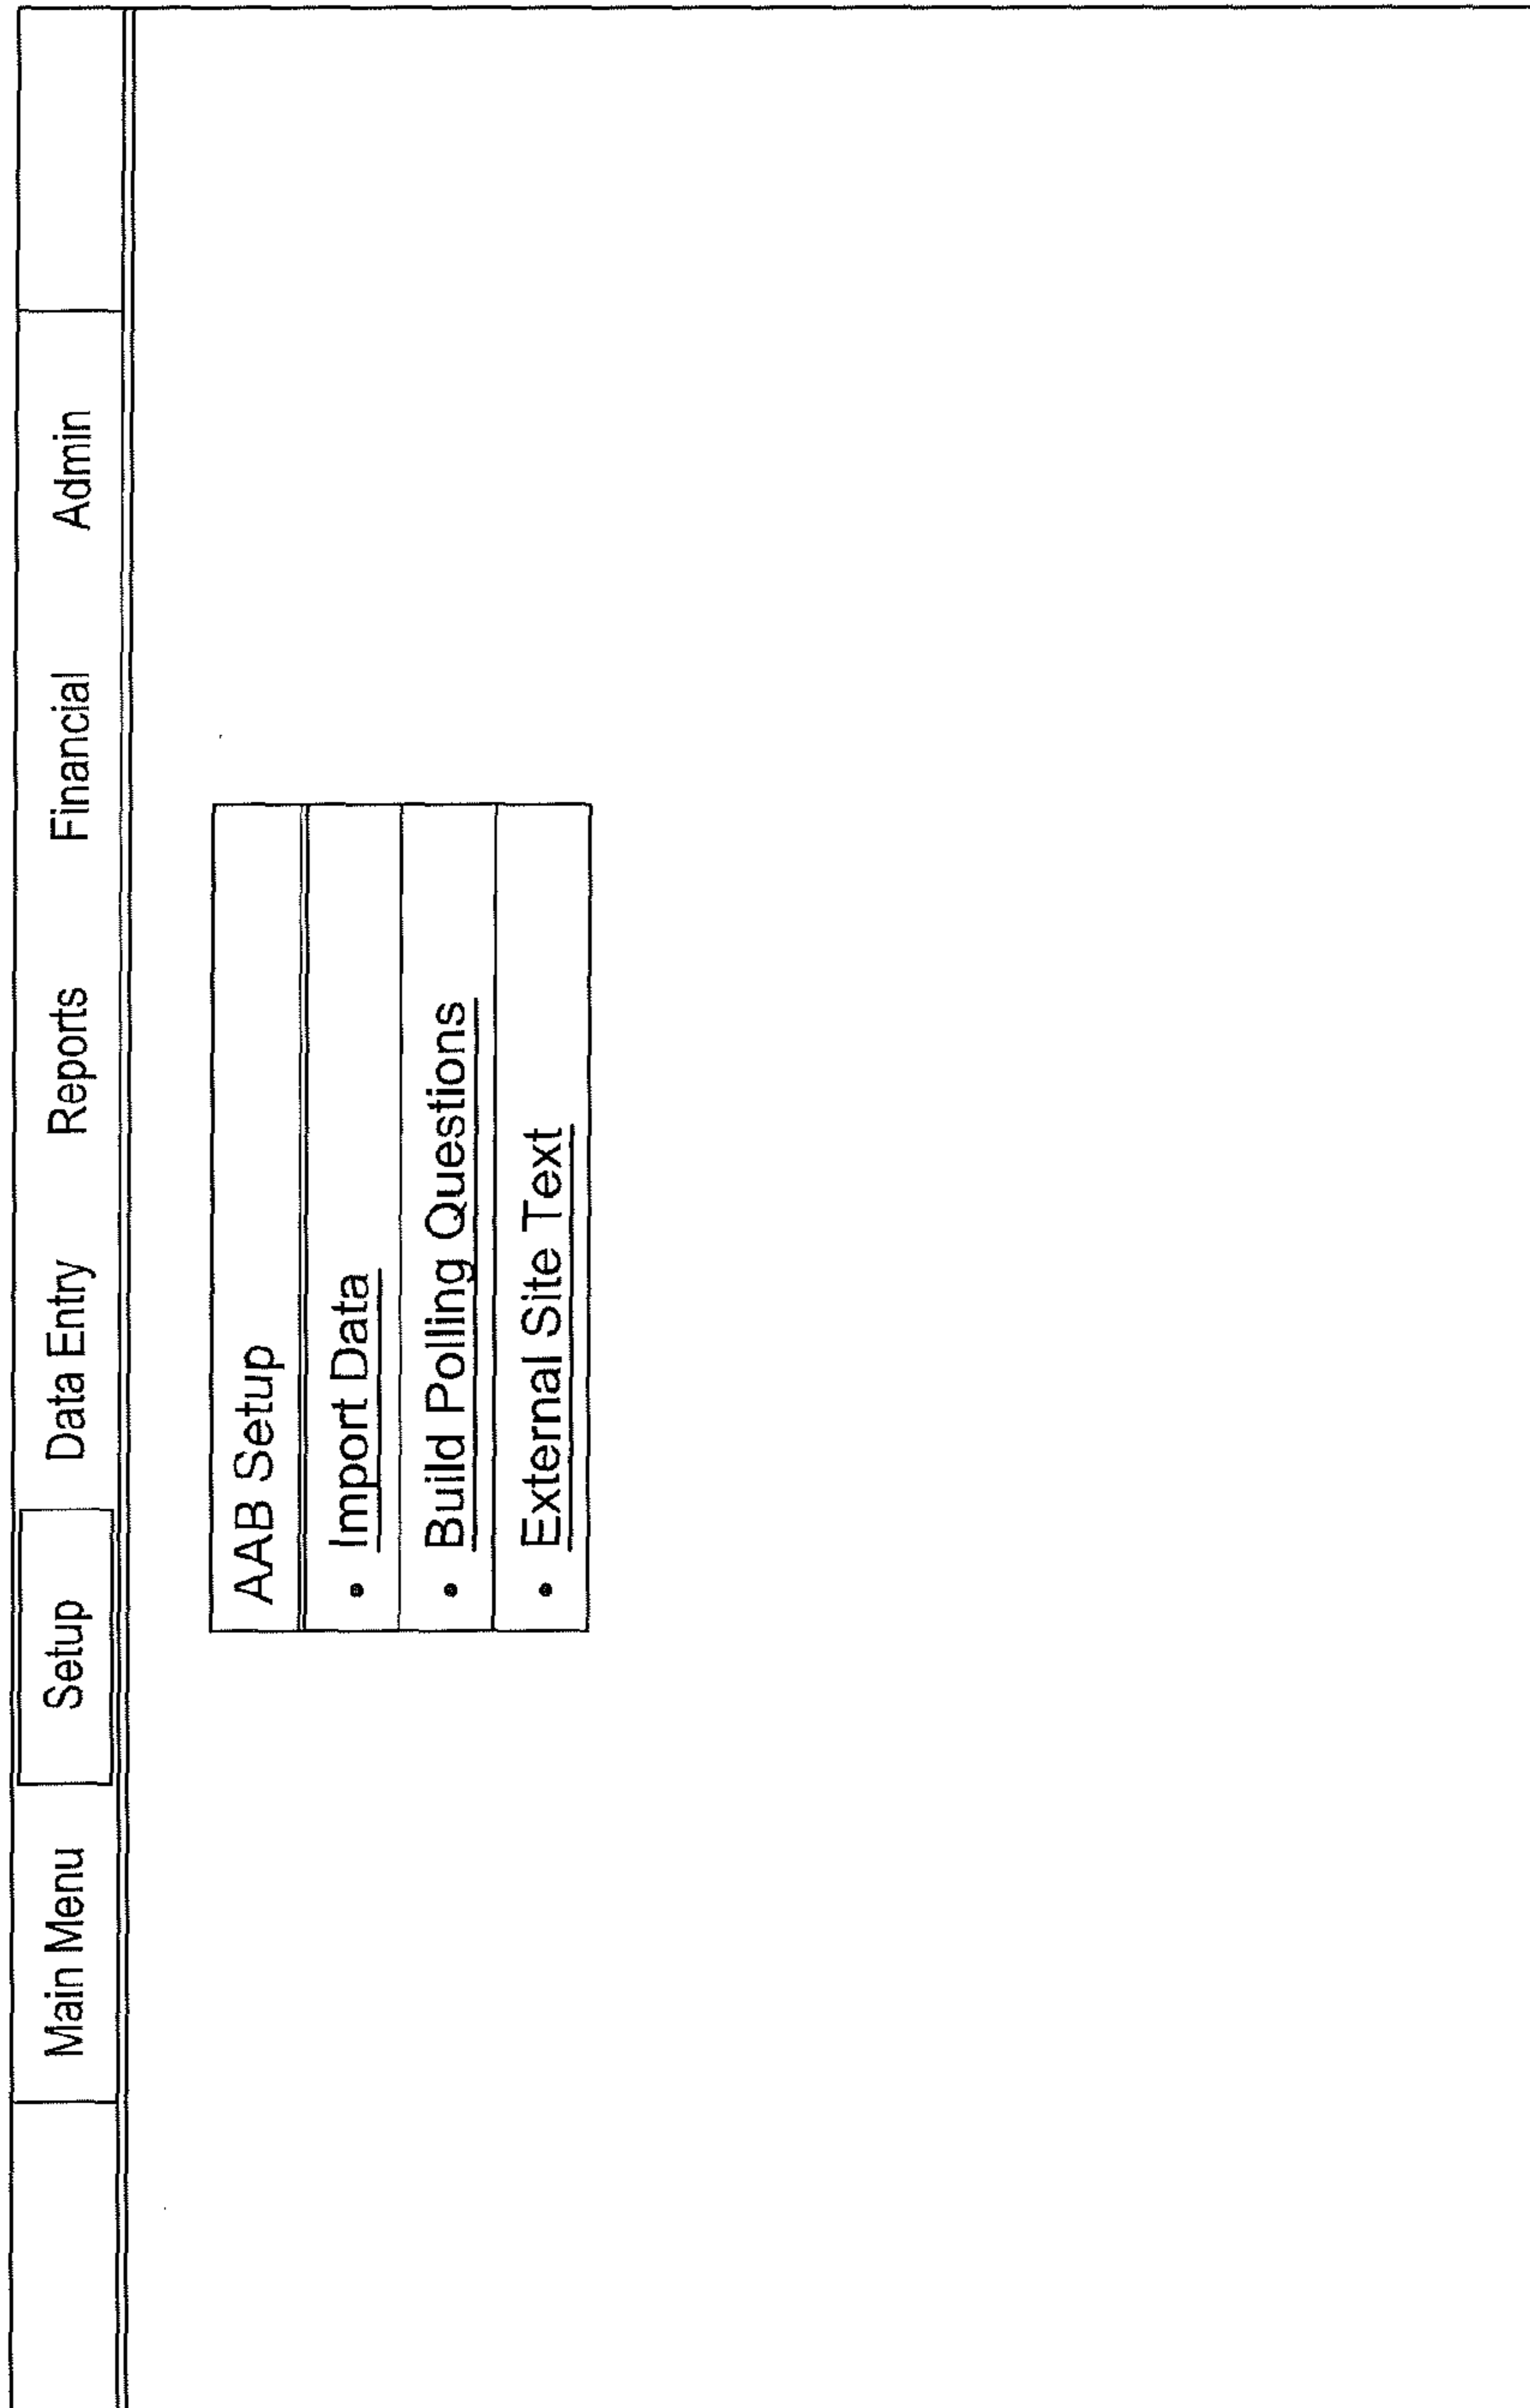 Main Menu Setup Data Entry Reports Financial Admin
AAB Setup
• Import Data
• Build Polling Questions
• External Site Text